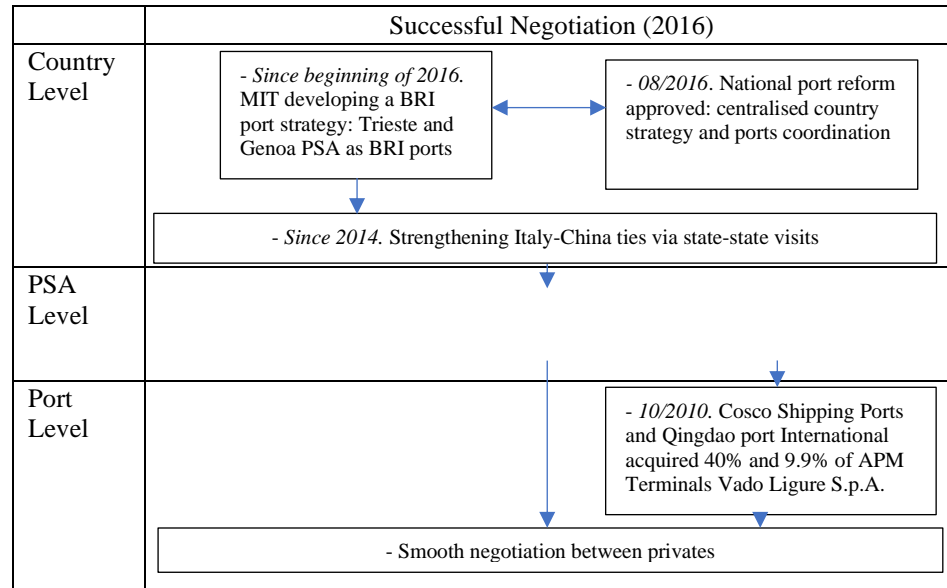 Successful Negotiation (2016)
Country
Level
- Since beginning of 2016.
MIT developing a BRI
port strategy: Trieste and
Genoa PSA as BRI ports
- 08/2016. National port reform
approved: centralised country
strategy and ports coordination
- Since 2014. Strengthening Italy-China ties via state-state visits
PSA
Level
Port
Level
- 10/2010. Cosco Shipping Ports
and Qingdao port International
acquired 40% and 9.9% of APM
Terminals Vado Ligure S.p.A.
- Smooth negotiation between privates